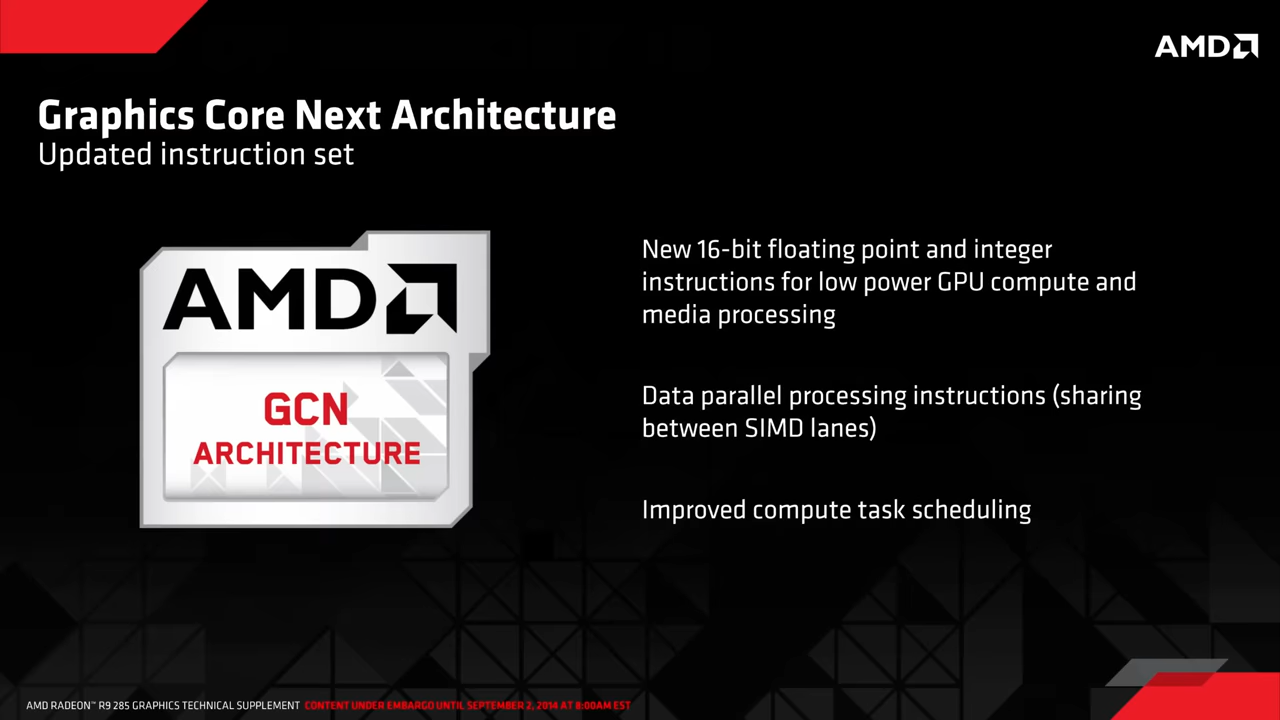 AMD
Graphics Core Next Architecture
Updated instruction set
AMD
GCN
ARCHITECTURE
New 16-bit floating point and integer
instructions for low power GPU compute and
media processing
Data parallel processing instructions (sharing
between SIMD lanes)
Improved compute task scheduling
AMD RADEON™ R9 285 GRAPHICS TECHNICAL SUPPLEMENT CONTENT UNDER EMBARGO UNTIL SEPTEMBER 2, 2014 AT 8:00AM EST